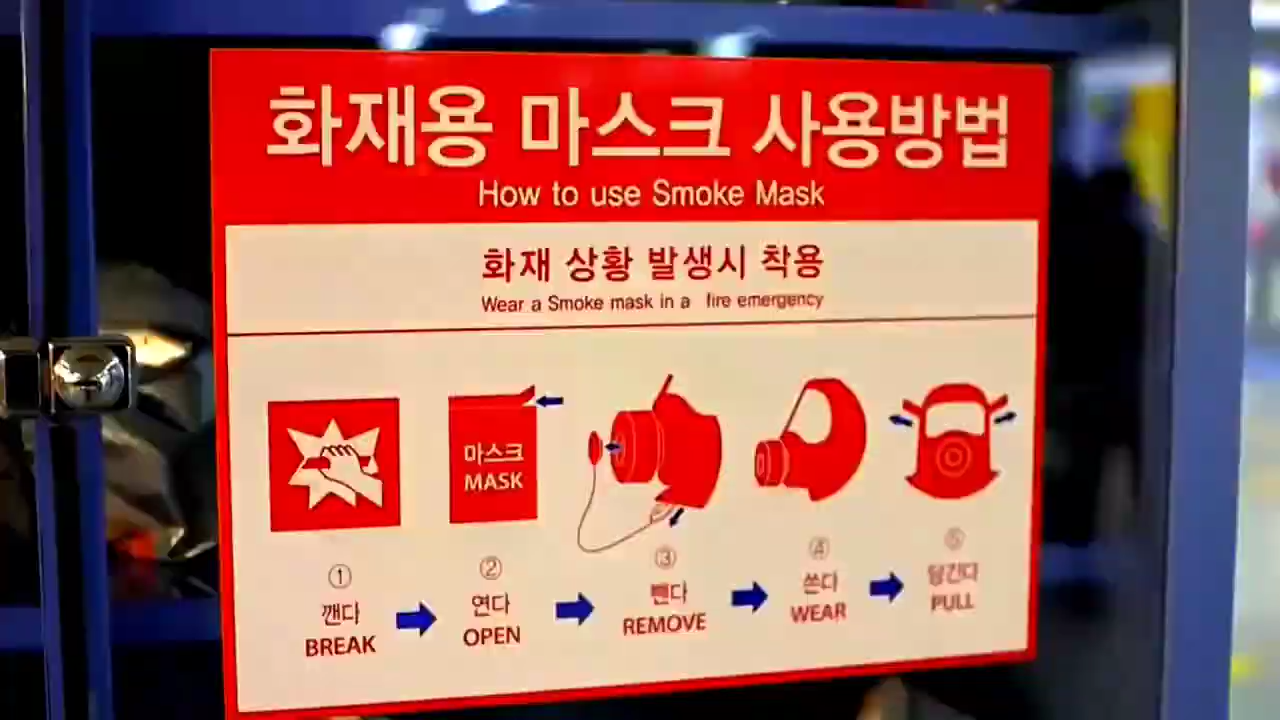 화재용 마스크 사용방법
How to use Smoke Mask
화재 상황 발생시 착용
Wear a Smoke mask in a fire emergency
마스크
MASK
①
깬다
BREAK
②
연다
OPEN
③
뺀다
REMOVE
④
쓴다
WEAR
⑤
당긴다
PULL